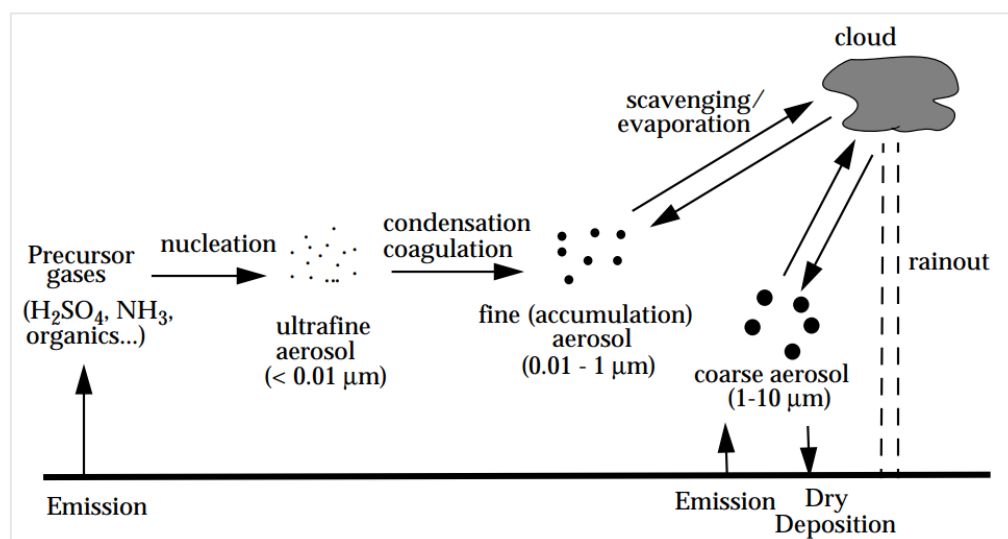 cloud
scavenging/
evaporation
condensation
coagulation
nucleation
Precursor
gases
(H₂SO₄, NH₃,
organics...)
rainout
ultrafine
aerosol
(< 0.01 μm)
fine (accumulation)
aerosol
(0.01 - 1 μm)
coarse aerosol
(1-10 μm)
Emission
Emission
Dry
Deposition